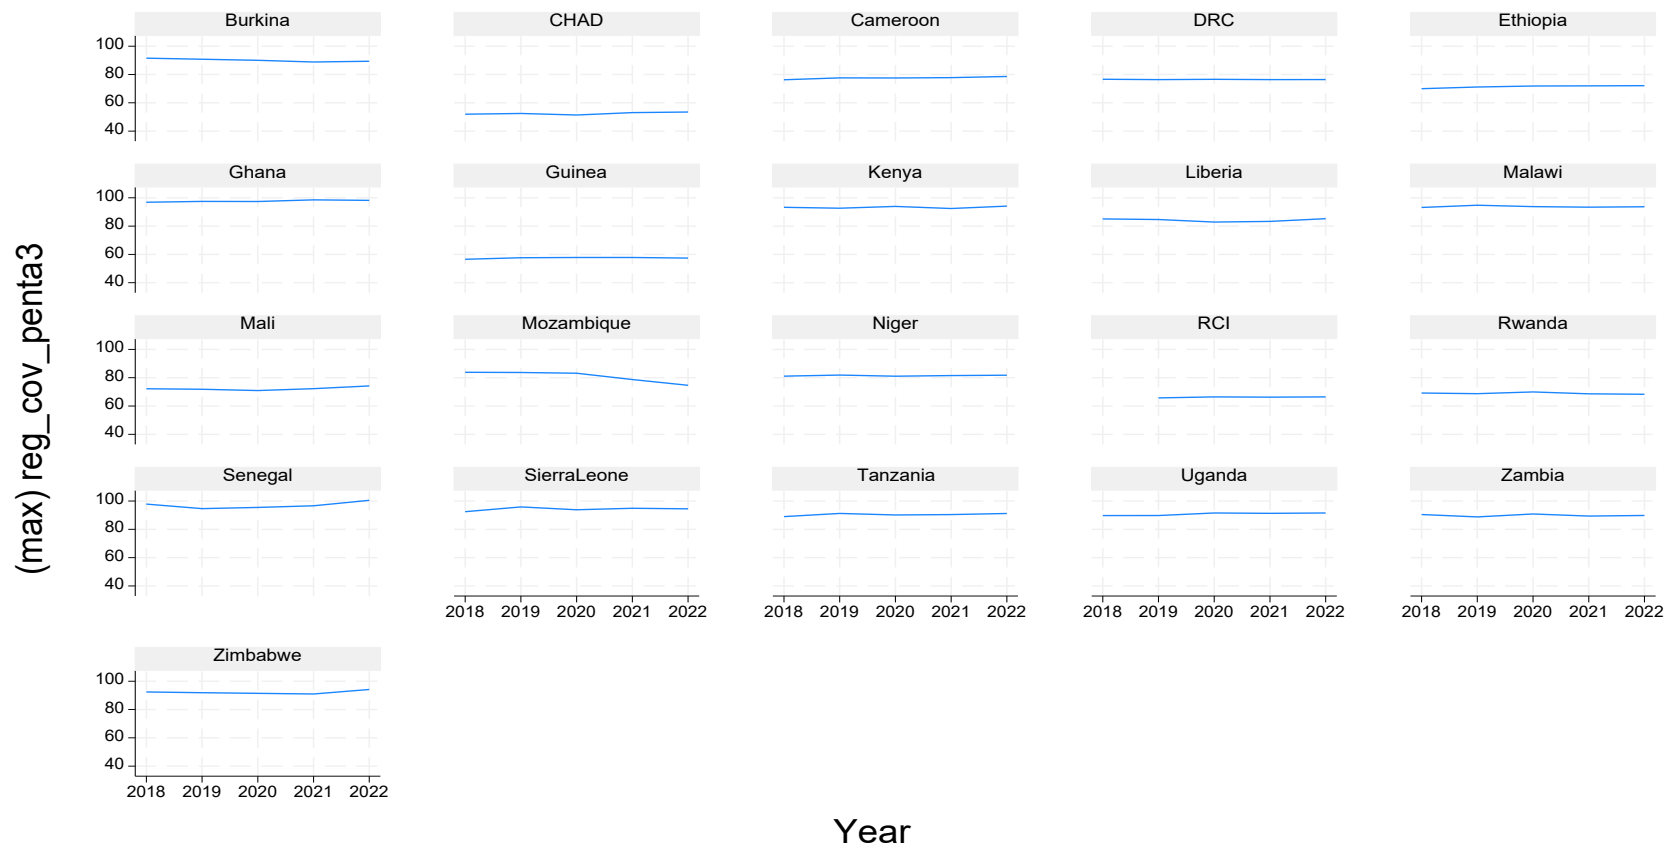 (max) reg_cov_penta3
Burkina
CHAD
Cameroon
DRC
Ethiopia
100
80
60
40
Ghana
Guinea
Kenya
Liberia
Malawi
100
80
60
40
Mali
Mozambique
Niger
RCI
Rwanda
100
80
60
40
Senegal
SierraLeone
Tanzania
Uganda
Zambia
100
80
60
40
2018 2019 2020 2021 2022
2018 2019 2020 2021 2022
2018 2019 2020 2021 2022
2018 2019 2020 2021 2022
Zimbabwe
100
80
60
40
2018 2019 2020 2021 2022
Year